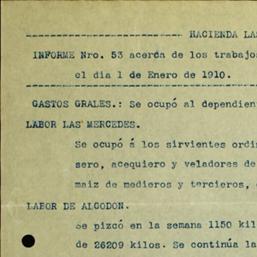 HACIENDA LA
INFORME Nro. 53 acerca de los trabajo
el dia 1 de Enero de 1910.
GASTOS GRALES.: Se ocupó al dependien
LABOR LAS MERCEDES.
Se ocupó á los sirvientes ordi
sero, acequiero y veladores de
maiz de medieros y tercieros,
LABOR DE ALGODON.
Se pizcó en la semana 1150 kil
de 26209 kilos. Se continúa la